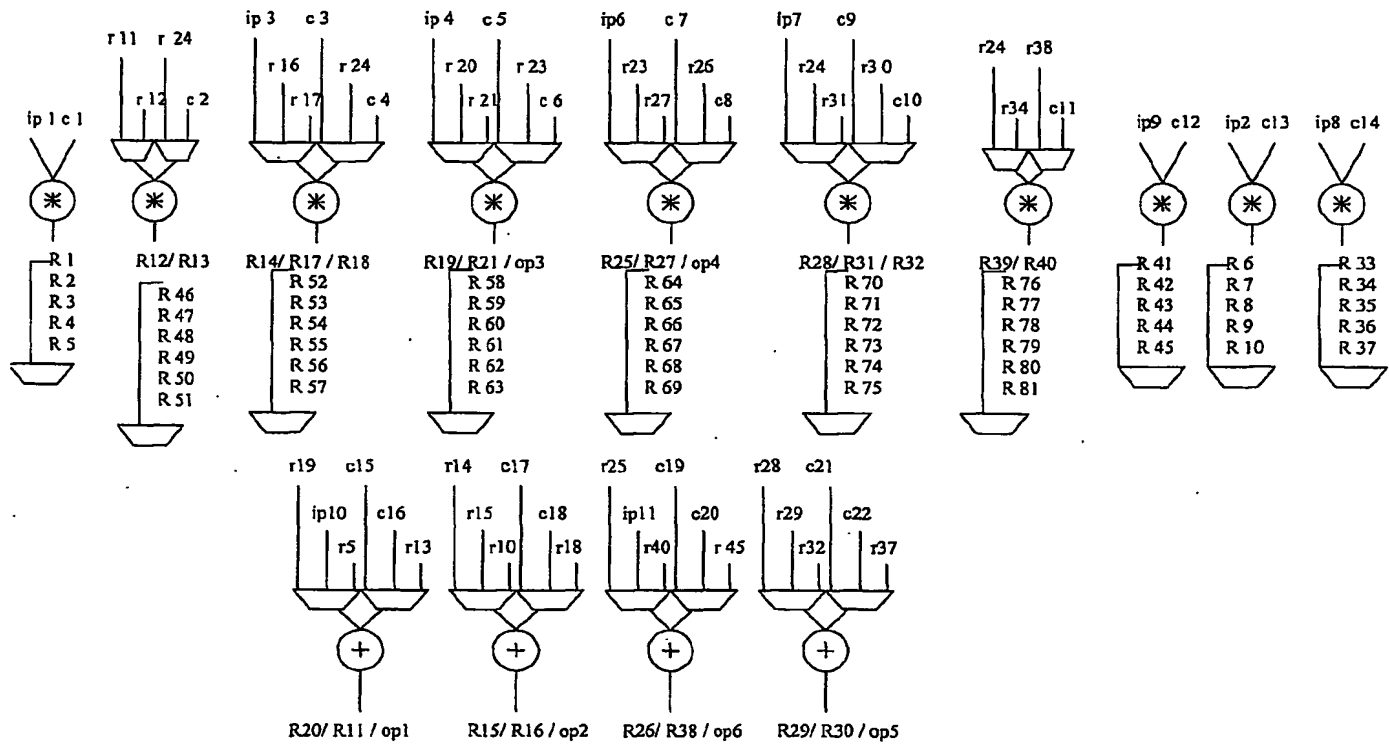 ip 3 c 3 ip 4 c 5 ip6 c 7 ip7 c9
r 11 r 24 r24 r38
r 16 r 24 r 20 r 23 r23 r26 r24 r3 0
r 12 c 2 r 17 c 4 r 21 c 6 r27 c8 r31 c10 r34 c11
ip 1 c 1 ip9 c12 ip2 c13 ip8 c14
* * * * * * * * * *
R 1 R12/ R13 R14/ R17 / R18 R19/ R21 / op3 R25/ R27 / op4 R28/ R31 / R32 R39/ R40 R 41 R 6 R 33
R 2 R 46 R 52 R 58 R 64 R 70 R 76 R 42 R 7 R 34
R 3 R 47 R 53 R 59 R 65 R 71 R 77 R 43 R 8 R 35
R 4 R 48 R 54 R 60 R 66 R 72 R 78 R 44 R 9 R 36
R 5 R 49 R 55 R 61 R 67 R 73 R 79 R 45 R 10 R 37
R 50 R 56 R 62 R 68 R 74 R 80
R 51 R 57 R 63 R 69 R 75 R 81
r19 c15 r14 c17 r25 c19 r28 c21
ip10 c16 r15 c18 ip11 c20 r29 c22
r5 r13 r10 r18 r40 r 45 r32 r37
+ + + +
R20/ R11 / op1 R15/ R16 / op2 R26/ R38 / op6 R29/ R30 / op5